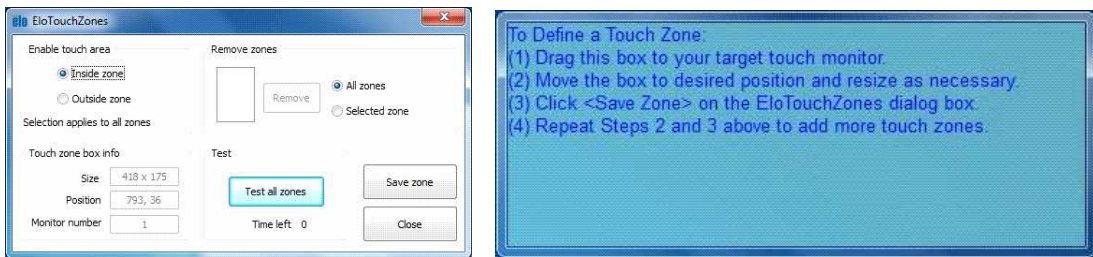 elo EloTouchZones
Enable touch area
Inside zone
Outside zone
Selection applies to all zones
Remove zones
Remove
All zones
Selected zone
Touch zone box info
Size 418 x 175
Position 793, 36
Monitor number 1
Test
Test all zones
Time left 0
Save zone
Close
To Define a Touch Zone:
(1) Drag this box to your target touch monitor.
(2) Move the box to desired position and resize as necessary.
(3) Click <Save Zone> on the EloTouchZones dialog box.
(4) Repeat Steps 2 and 3 above to add more touch zones.